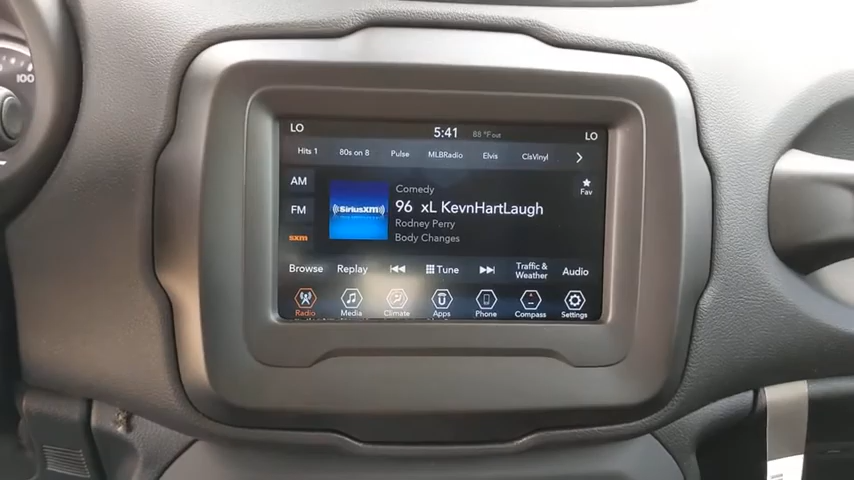 100
LO 5:41 88°F out LO
Hits 1 80s on 8 Pulse MLBRadio Elvis ClsVinyl
AM
FM
sxm
SiriusXM
Comedy
96 xL KevnHartLaugh
Rodney Perry
Body Changes
Fav
Browse Replay Tune Traffic & Weather Audio
Radio Media Climate Apps Phone Compass Settings